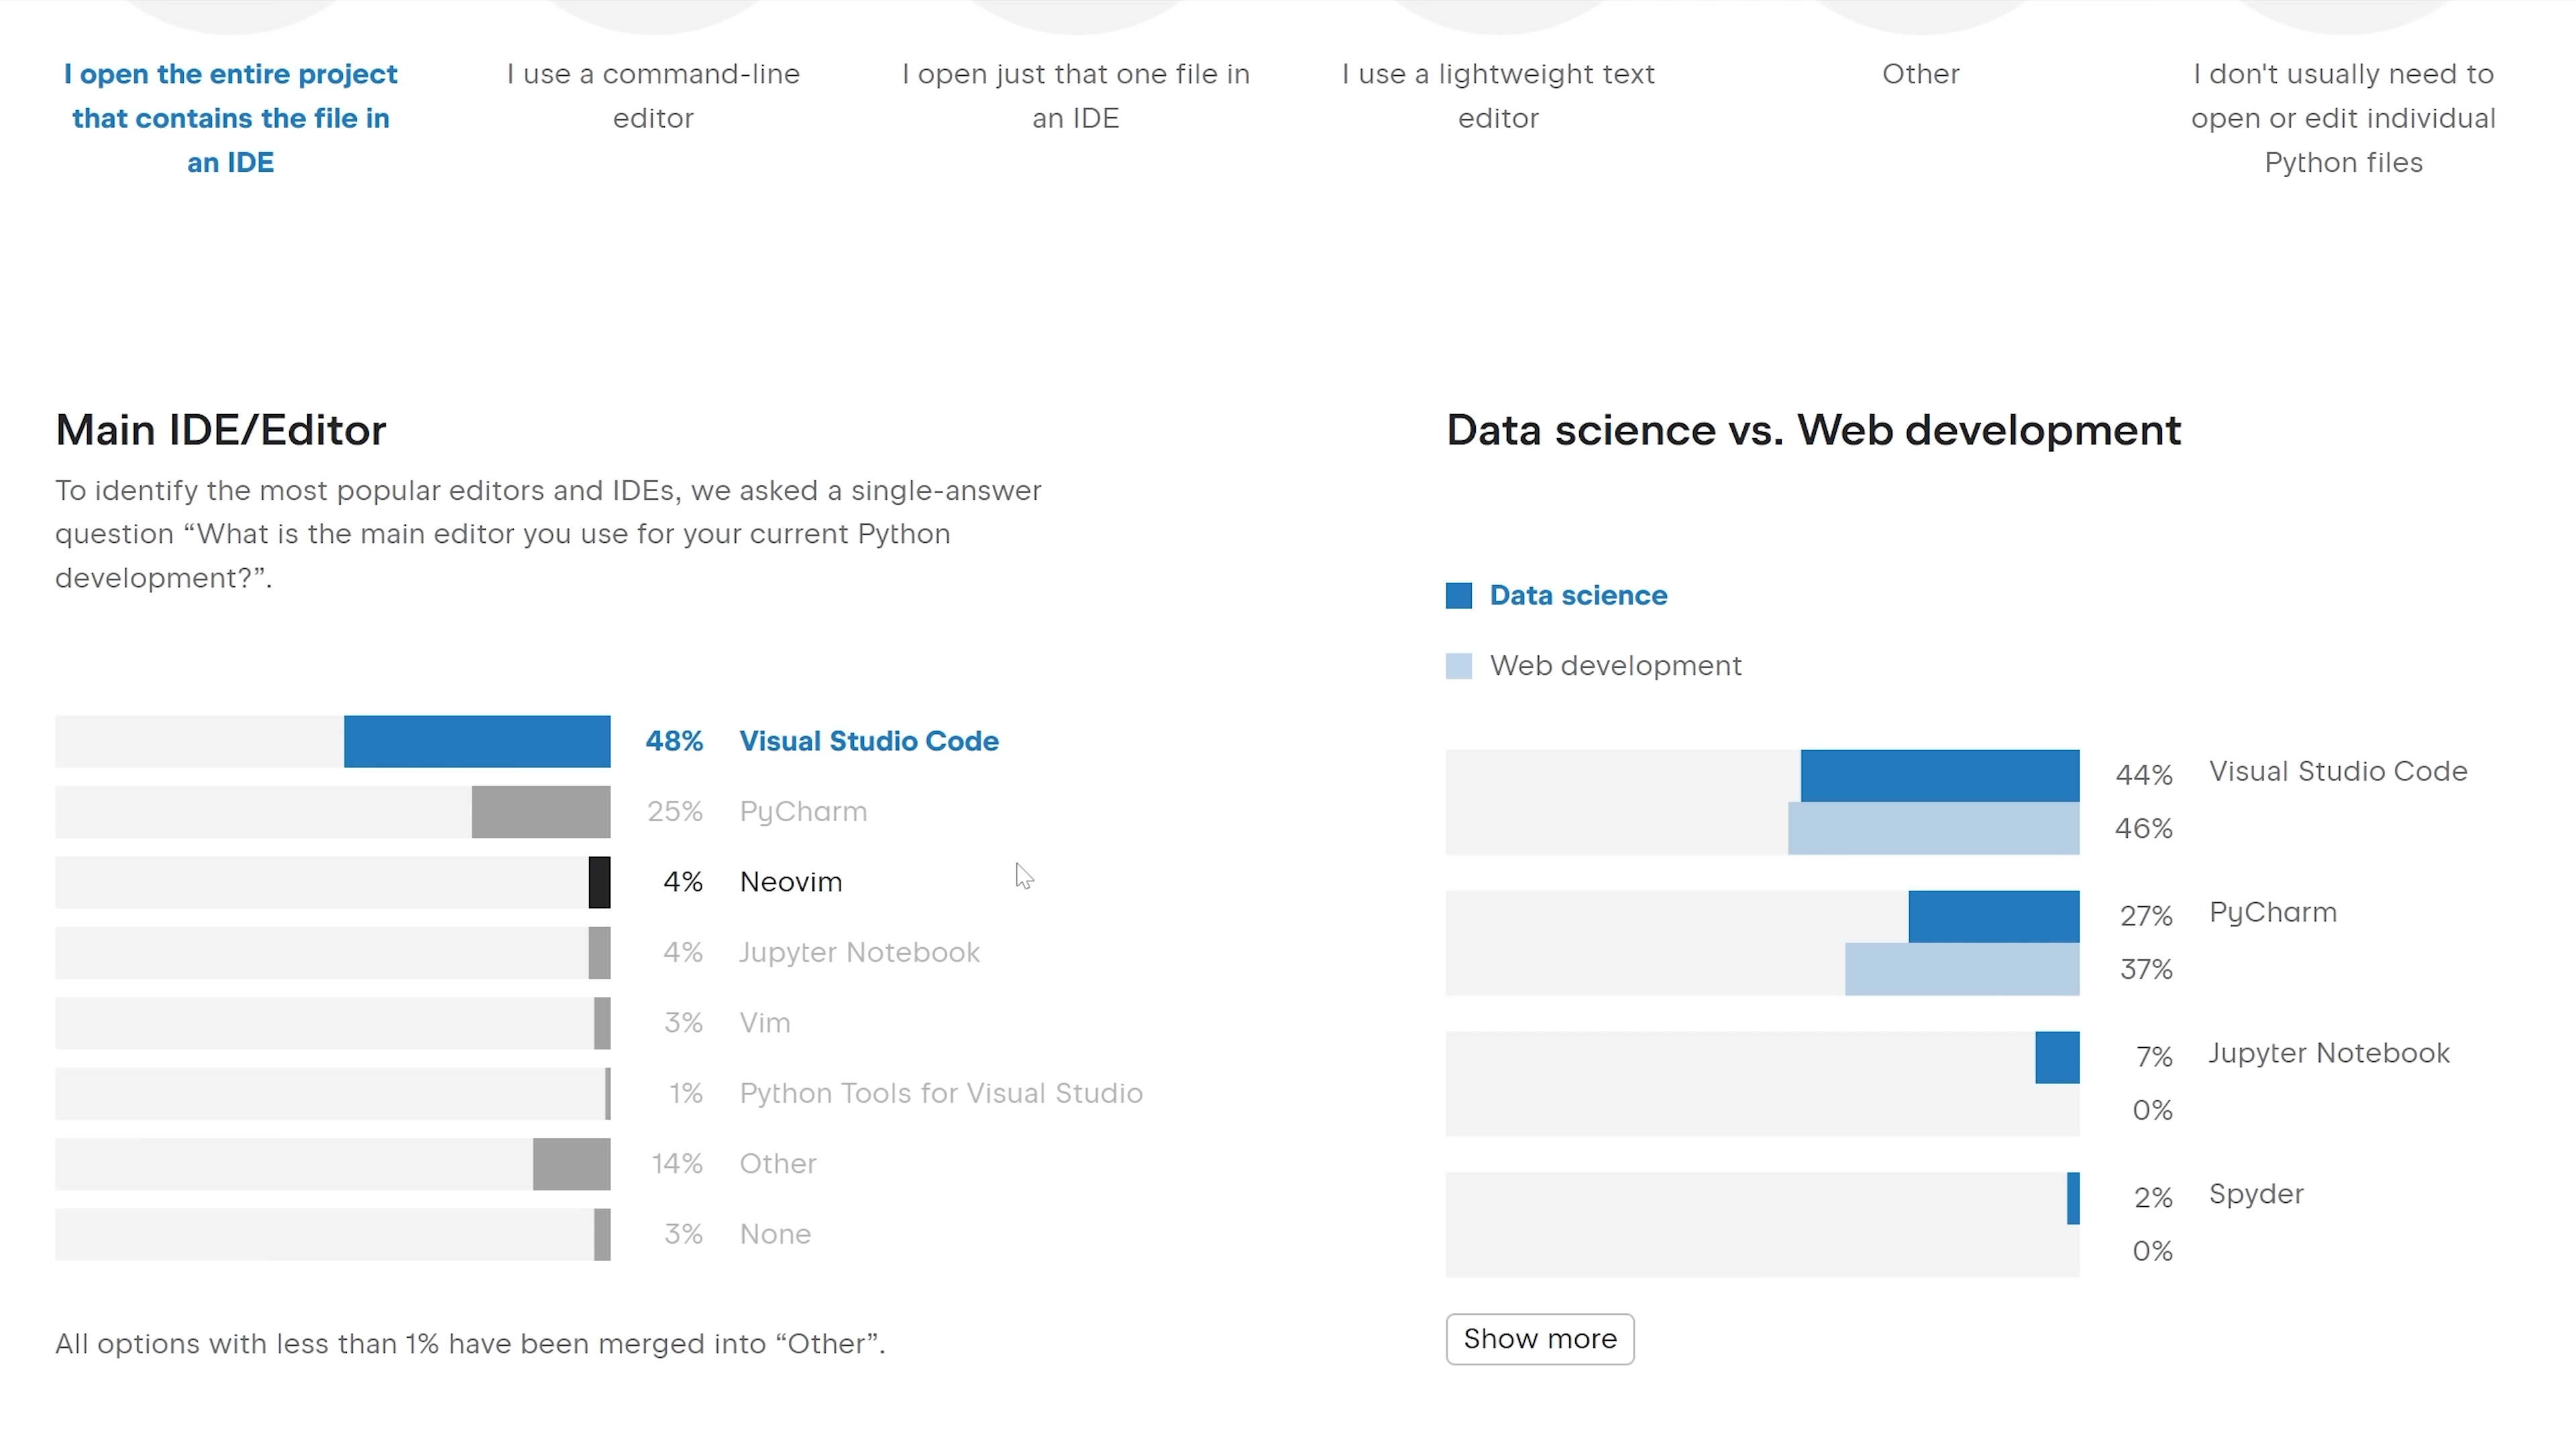 I open the entire project
that contains the file in
an IDE
I use a command-line
editor
I open just that one file in
an IDE
I use a lightweight text
editor
Other
I don't usually need to
open or edit individual
Python files
Main IDE/Editor
To identify the most popular editors and IDEs, we asked a single-answer
question “What is the main editor you use for your current Python
development?”.
48% Visual Studio Code
25% PyCharm
4% Neovim
4% Jupyter Notebook
3% Vim
1% Python Tools for Visual Studio
14% Other
3% None
All options with less than 1% have been merged into “Other”.
Data science vs. Web development
Data science
Web development
44% Visual Studio Code
46%
27% PyCharm
37%
7% Jupyter Notebook
0%
2% Spyder
0%
Show more